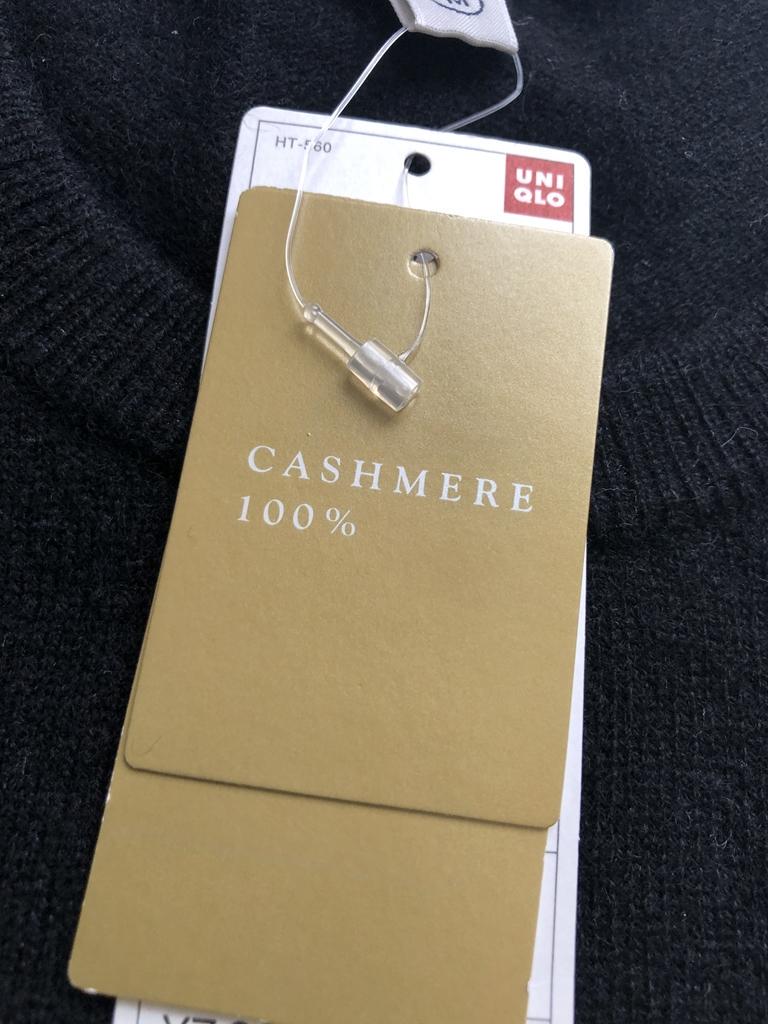 M
HT-560
UNI
QLO
CASHMERE
100%